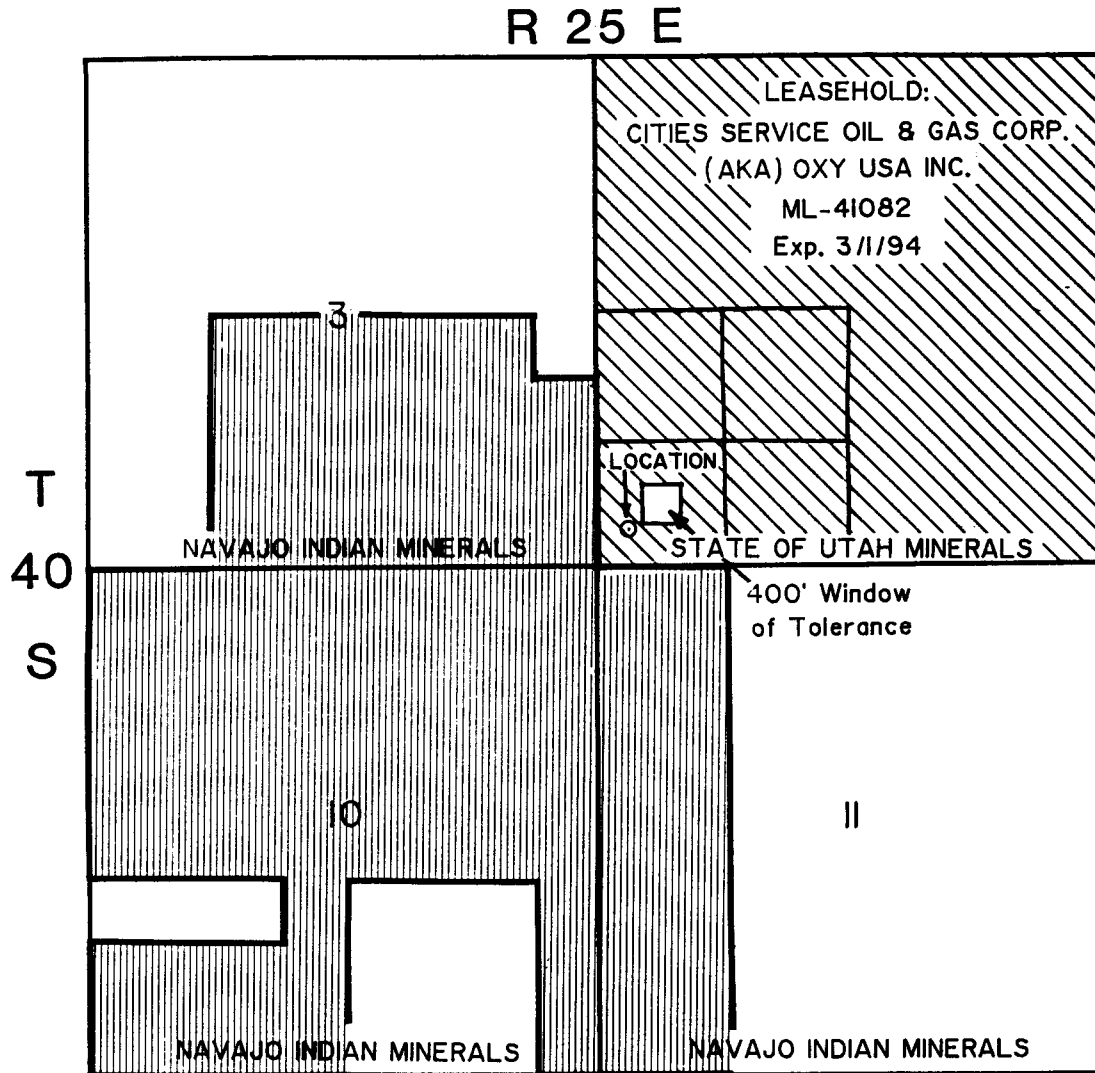 R 25 E
LEASEHOLD:
CITIES SERVICE OIL & GAS CORP.
(AKA) OXY USA INC.
ML-41082
Exp. 3/1/94
3
LOCATION
T
40
S
NAVAJO INDIAN MINERALS
STATE OF UTAH MINERALS
400' Window
of Tolerance
10
11
NAVAJO INDIAN MINERALS
NAVAJO INDIAN MINERALS